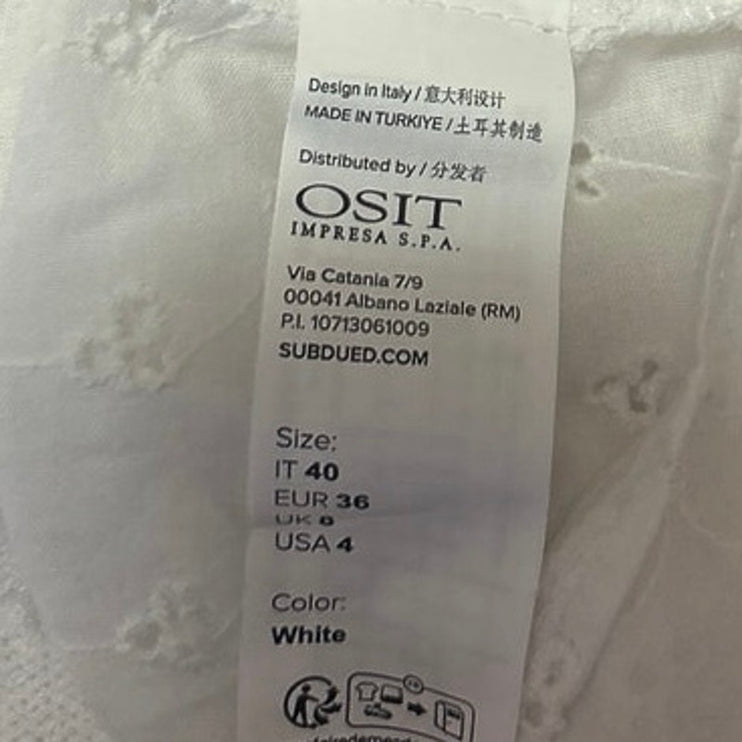 Design in Italy / 意大利设计
MADE IN TURKIYE / 土耳其制造
Distributed by / 分发者
OSIT
IMPRESA S.P.A.
Via Catania 7/9
00041 Albano Laziale (RM)
P.I. 10713061009
SUBDUED.COM
Size:
IT 40
EUR 36
UK 8
USA 4
Color:
White